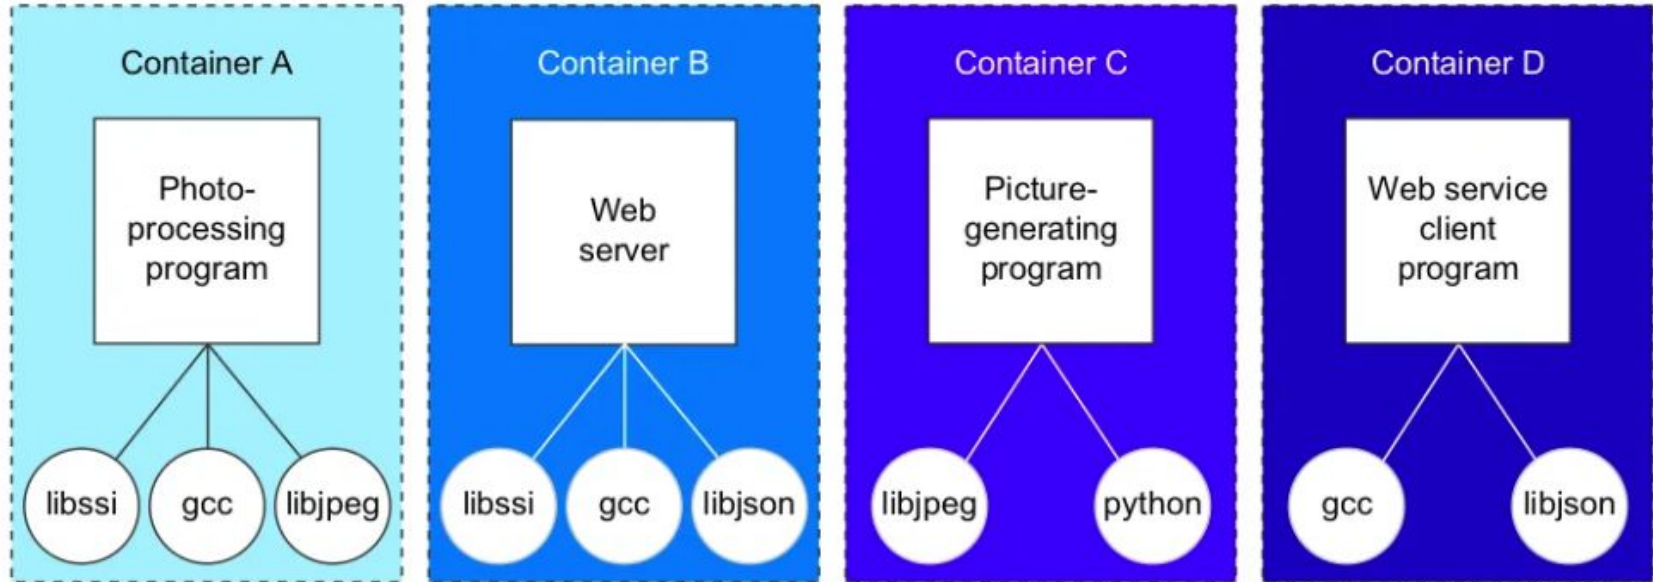 Container A
Photo-
processing
program
libssi
gcc
libjpeg
Container B
Web
server
libssi
gcc
libjson
Container C
Picture-
generating
program
libjpeg
python
Container D
Web service
client
program
gcc
libjson